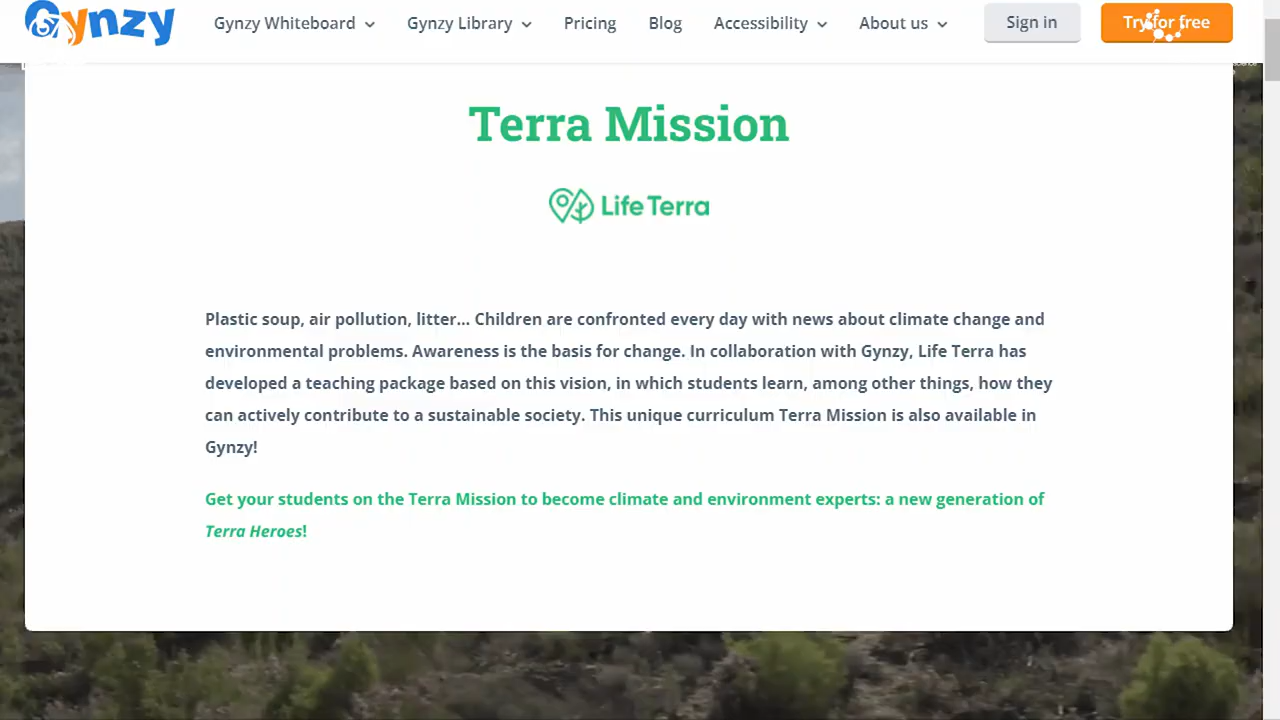 Gynzy
Gynzy Whiteboard
Gynzy Library
Pricing
Blog
Accessibility
About us
Sign in
Try for free
Terra Mission
Life Terra
Plastic soup, air pollution, litter... Children are confronted every day with news about climate change and
environmental problems. Awareness is the basis for change. In collaboration with Gynzy, Life Terra has
developed a teaching package based on this vision, in which students learn, among other things, how they
can actively contribute to a sustainable society. This unique curriculum Terra Mission is also available in
Gynzy!
Get your students on the Terra Mission to become climate and environment experts: a new generation of
Terra Heroes!